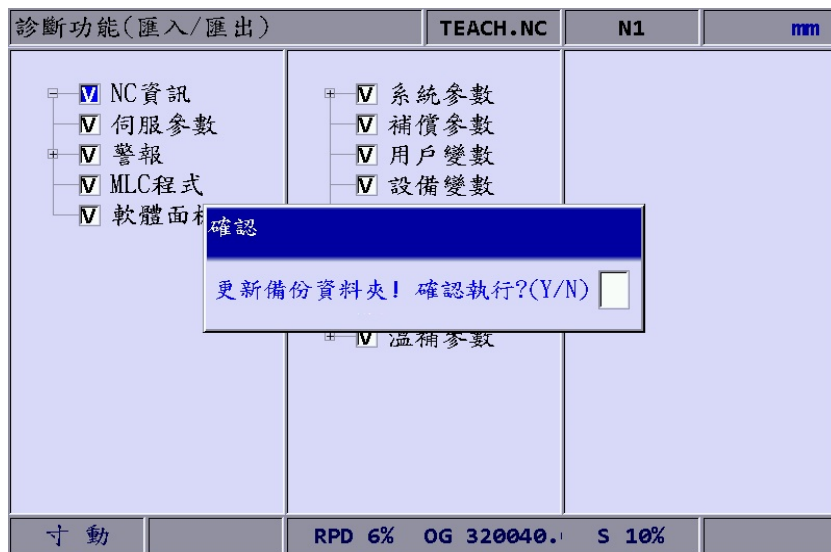 診斷功能(匯入/匯出)
TEACH.NC
N1
mm
V NC資訊
V 伺服參數
V 警報
V MLC程式
V 軟體面
V 系統參數
V 補償參數
V 用戶變數
V 設備變數
確認
更新備份資料夾! 確認執行?(Y/N)
V 溫補參數
寸 動
RPD 6%
OG 320040.
S 10%